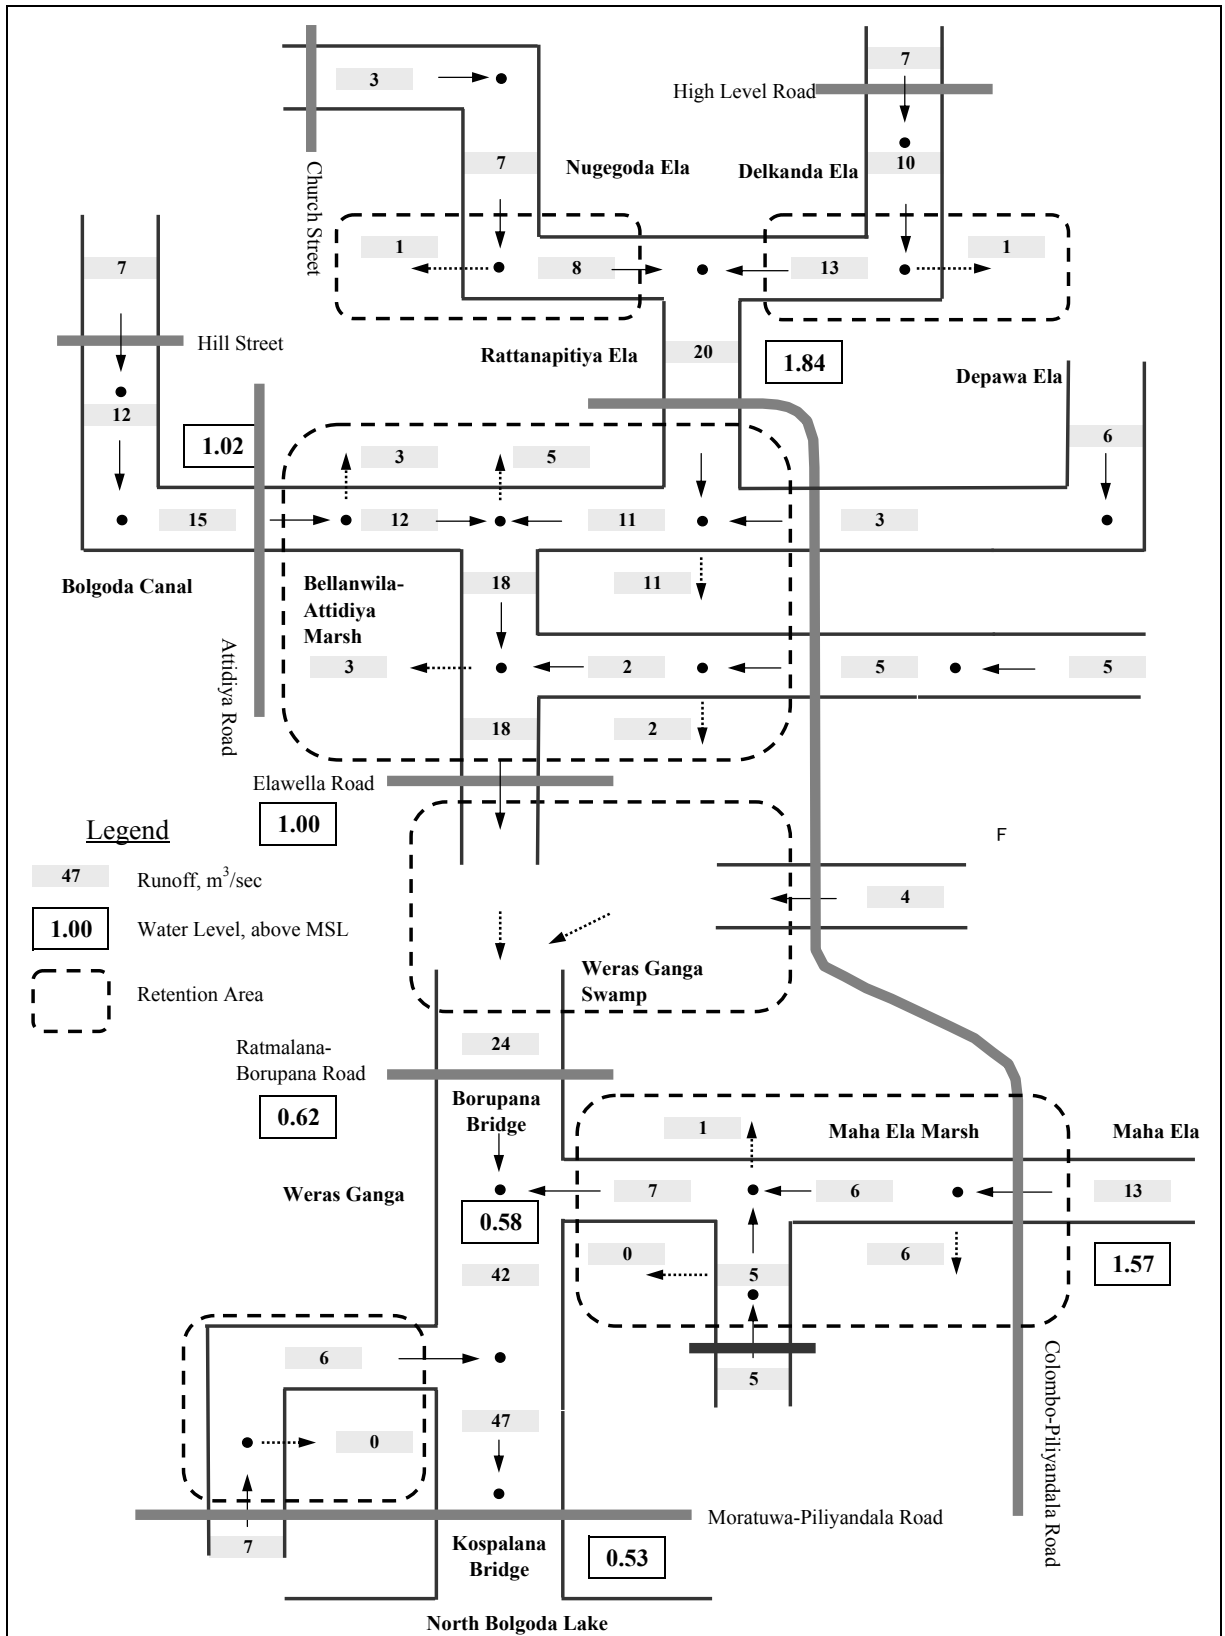 7
3
High Level Road
Church Street
7
Nugegoda Ela
Delkanda Ela
10
1
8
13
1
7
Hill Street
Rattanapitiya Ela
20
1.84
Depawa Ela
12
1.02
3
5
6
15
12
11
3
Bolgoda Canal
Bellanwila-
Attidiya
Marsh
18
11
Attidiya Road
3
2
5
5
18
2
Elawella Road
1.00
Legend
F
47
Runoff, m³/sec
4
1.00
Water Level, above MSL
Weras Ganga
Swamp
Retention Area
Ratmalana-
Borupana Road
24
0.62
Borupana
Bridge
1
Maha Ela Marsh
Maha Ela
Weras Ganga
7
6
13
0.58
0
6
1.57
42
5
6
5
Colombo-Piliyandala Road
47
0
Moratuwa-Piliyandala Road
7
Kospalana
Bridge
0.53
North Bolgoda Lake